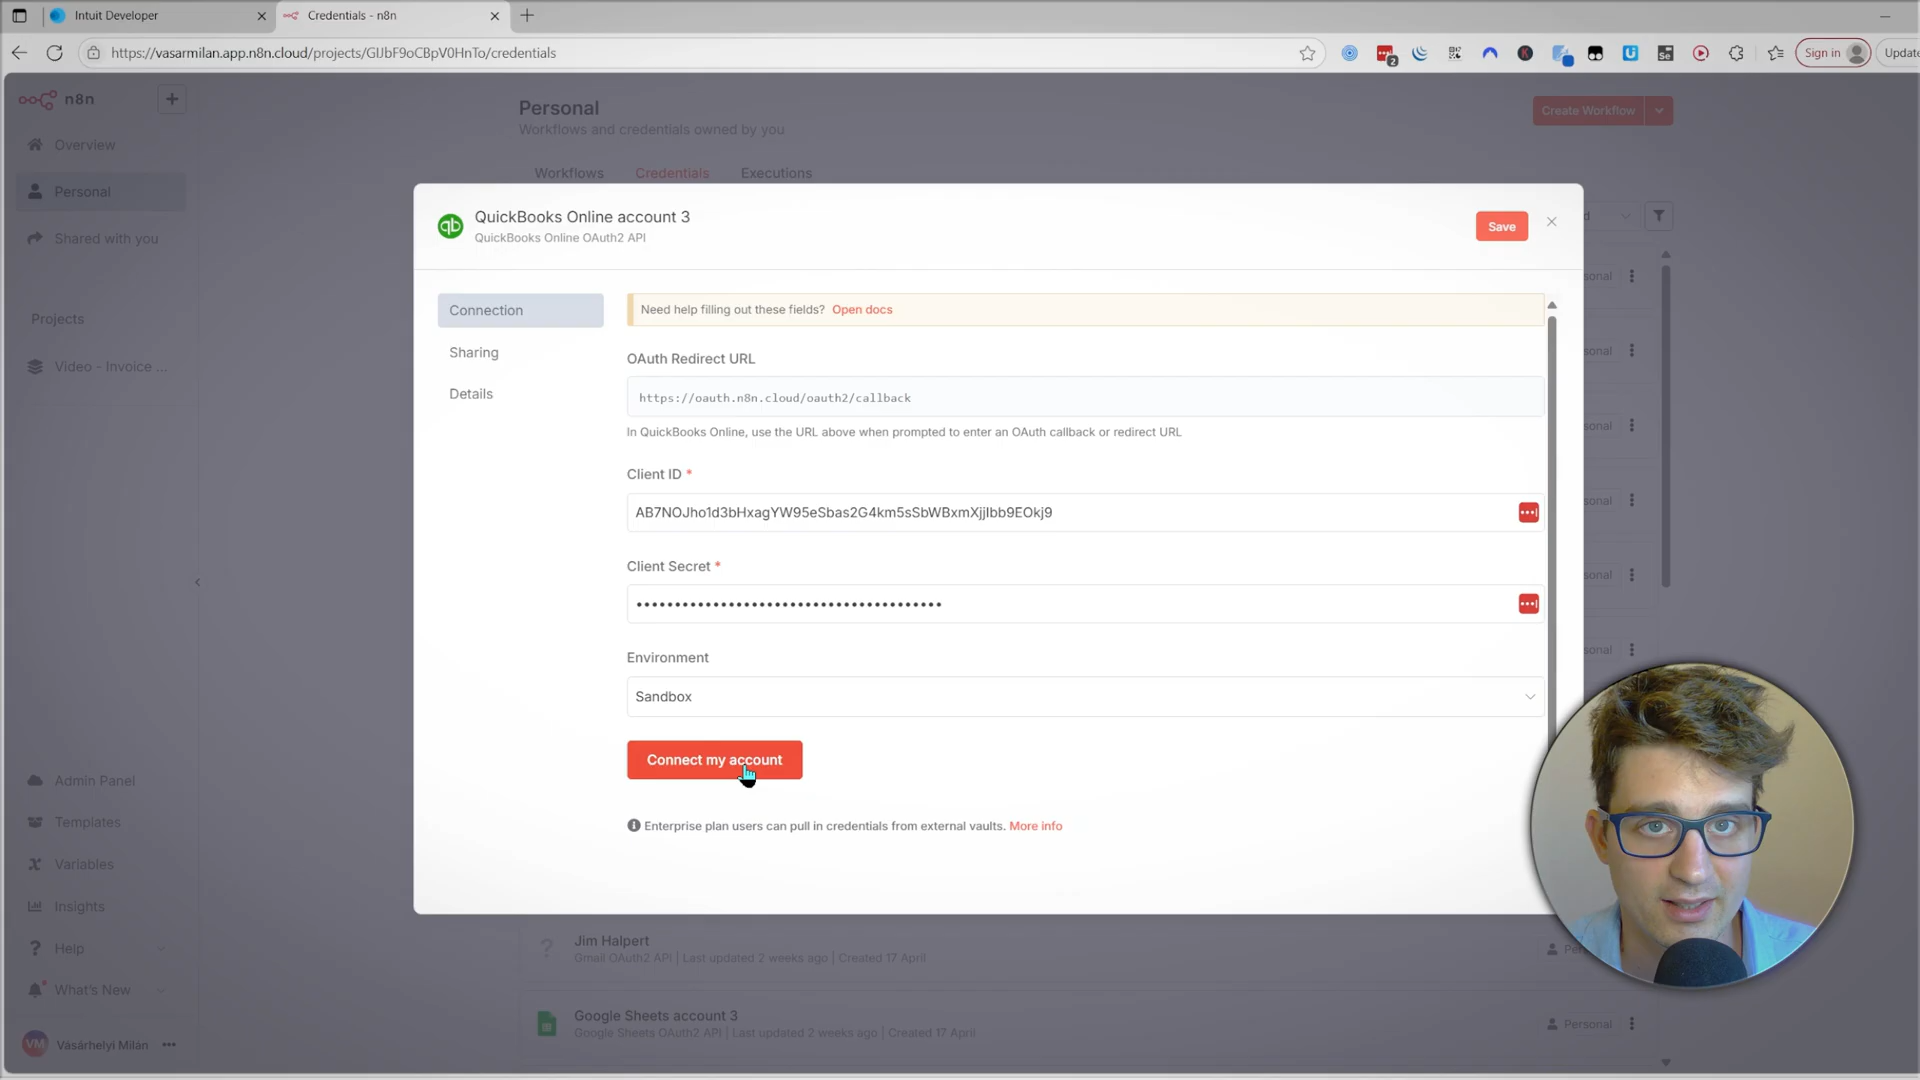 Intuit Developer
Credentials - n8n
https://vasarmilan.app.n8n.cloud/projects/GlJbF9oCBpV0HnTo/credentials
2
Sign in
Update
n8n
Personal
Workflows and credentials owned by you
Create Workflow
Overview
Personal
Shared with you
Workflows
Credentials
Executions
QuickBooks Online account 3
QuickBooks Online OAuth2 API
Save
Connection
Sharing
Details
Need help filling out these fields? Open docs
OAuth Redirect URL
https://oauth.n8n.cloud/oauth2/callback
In QuickBooks Online, use the URL above when prompted to enter an OAuth callback or redirect URL
Client ID *
AB7NOJho1d3bHxagYW95eSbas2G4km5sSbWBxmXjjIbb9EOkj9
Client Secret *
Environment
Sandbox
Connect my account
Enterprise plan users can pull in credentials from external vaults. More info
Projects
Video - Invoice ...
Admin Panel
Templates
Variables
Insights
Help
What's New
VM
Vásárhelyi Milán
Jim Halpert
Gmail OAuth2 API | Last updated 2 weeks ago | Created 17 April
Google Sheets account 3
Google Sheets OAuth2 API | Last updated 2 weeks ago | Created 17 April
Personal